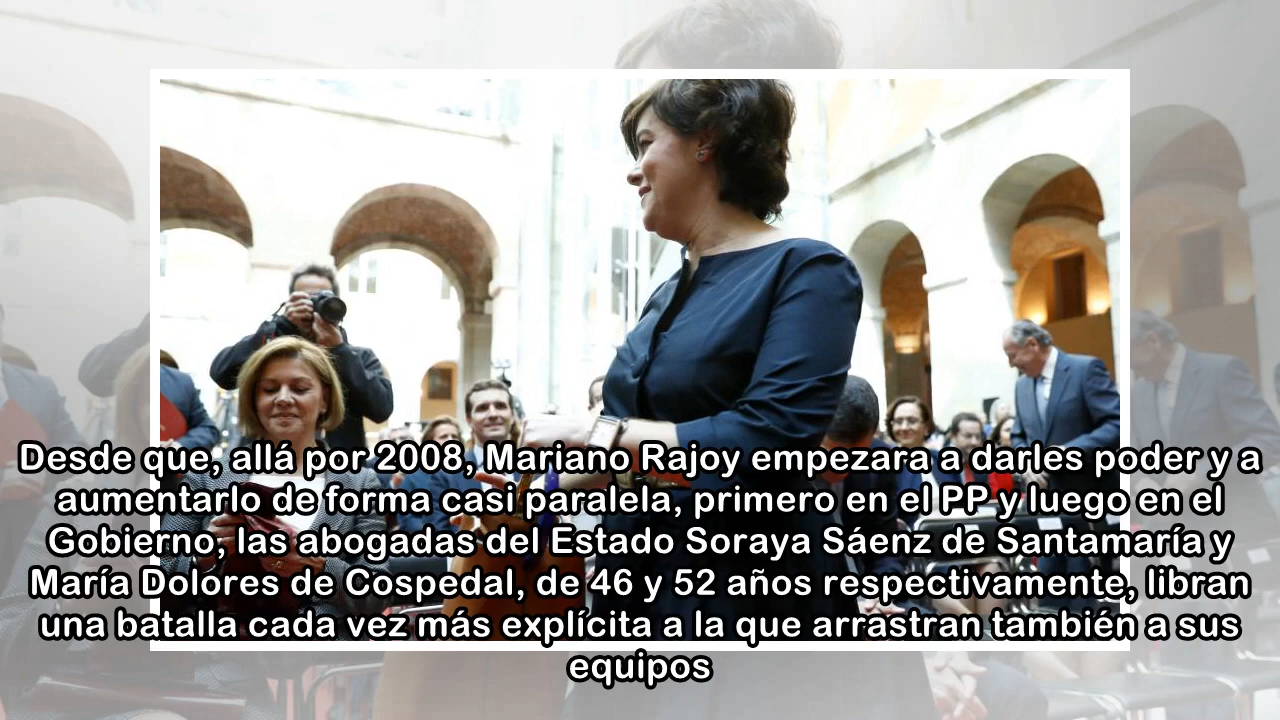 Desde que, allá por 2008, Mariano Rajoy empezara a darles poder y a
aumentarlo de forma casi paralela, primero en el PP y luego en el
Gobierno, las abogadas del Estado Soraya Sáenz de Santamaría y
María Dolores de Cospedal, de 46 y 52 años respectivamente, libran
una batalla cada vez más explícita a la que arrastran también a sus
equipos